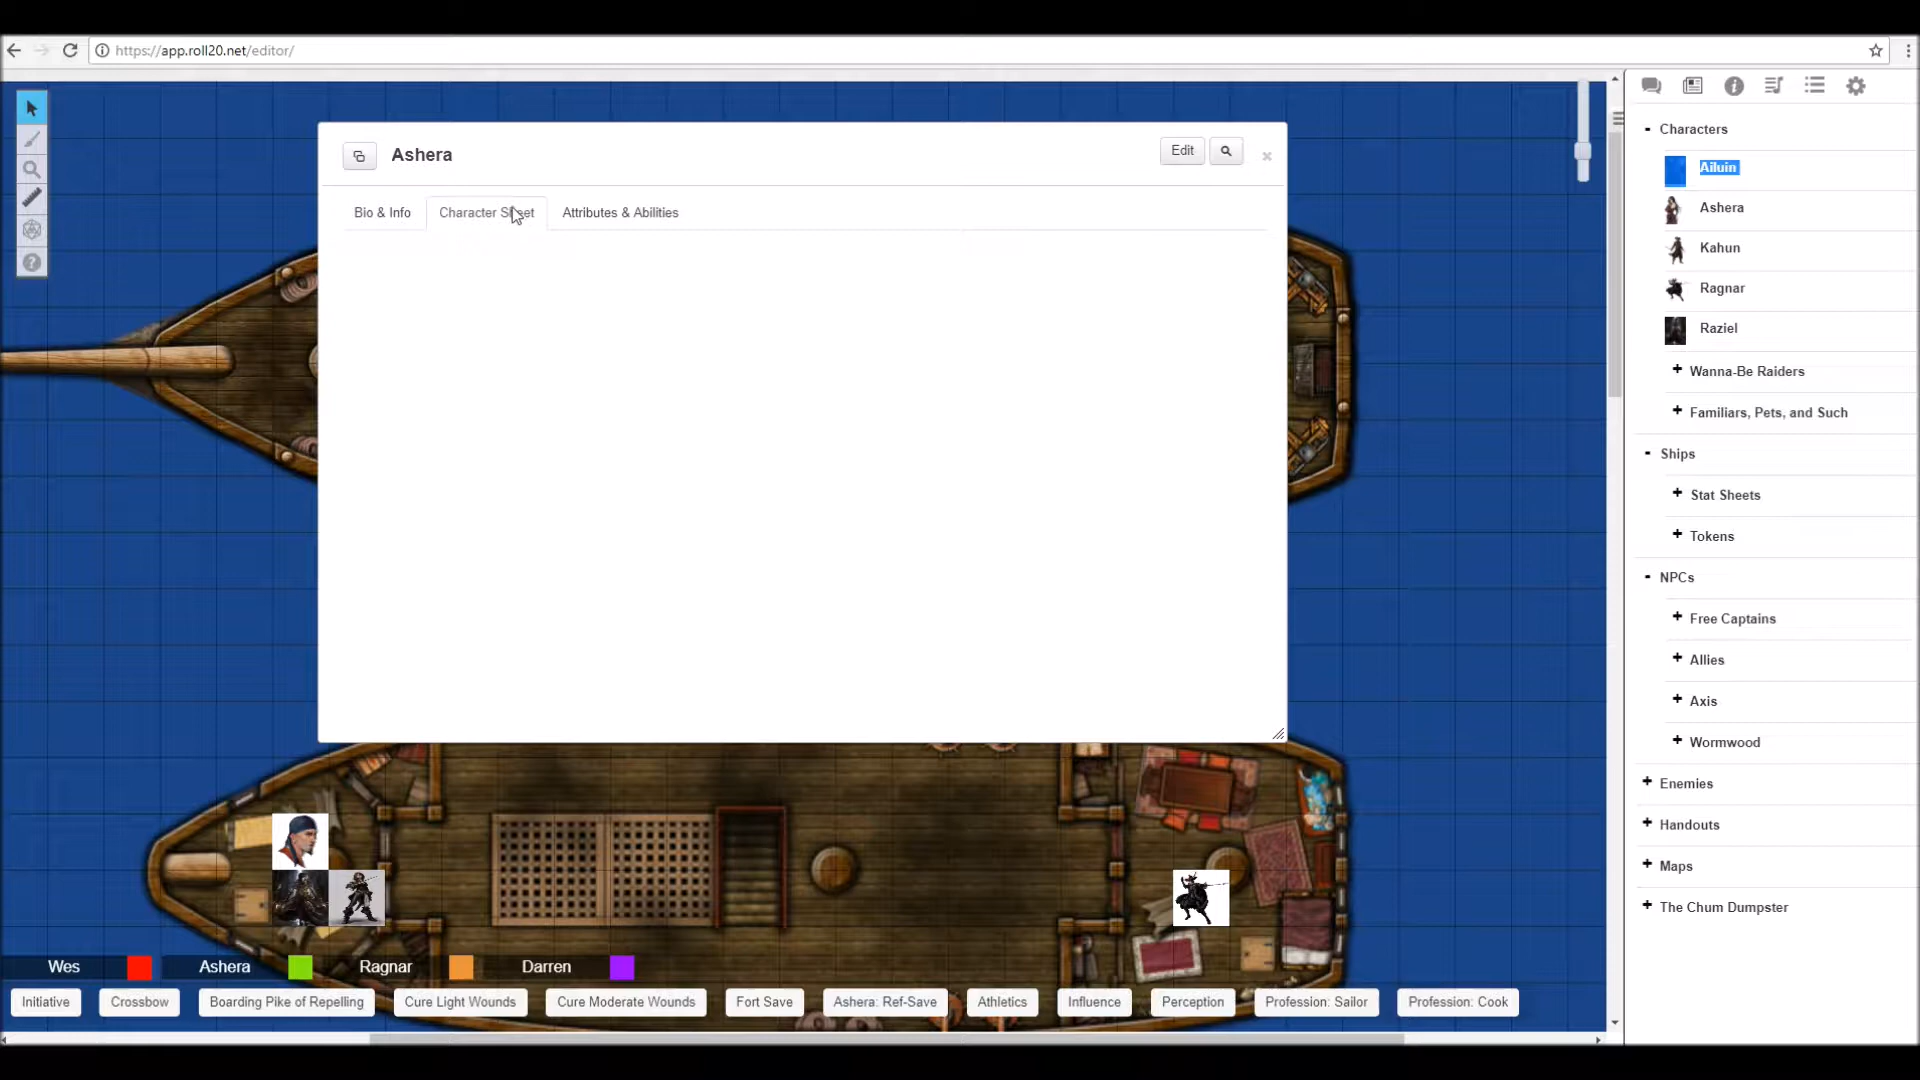 https://app.roll20.net/editor/
Ashera
Edit
Bio & Info
Character Sheet
Attributes & Abilities
Characters
Ailuin
Ashera
Kahun
Ragnar
Raziel
Wanna-Be Raiders
Familiars, Pets, and Such
Ships
Stat Sheets
Tokens
NPCs
Free Captains
Allies
Axis
Wormwood
Enemies
Handouts
Maps
The Chum Dumpster
Wes
Ashera
Ragnar
Darren
Initiative
Crossbow
Boarding Pike of Repelling
Cure Light Wounds
Cure Moderate Wounds
Fort Save
Ashera: Ref-Save
Athletics
Influence
Perception
Profession: Sailor
Profession: Cook